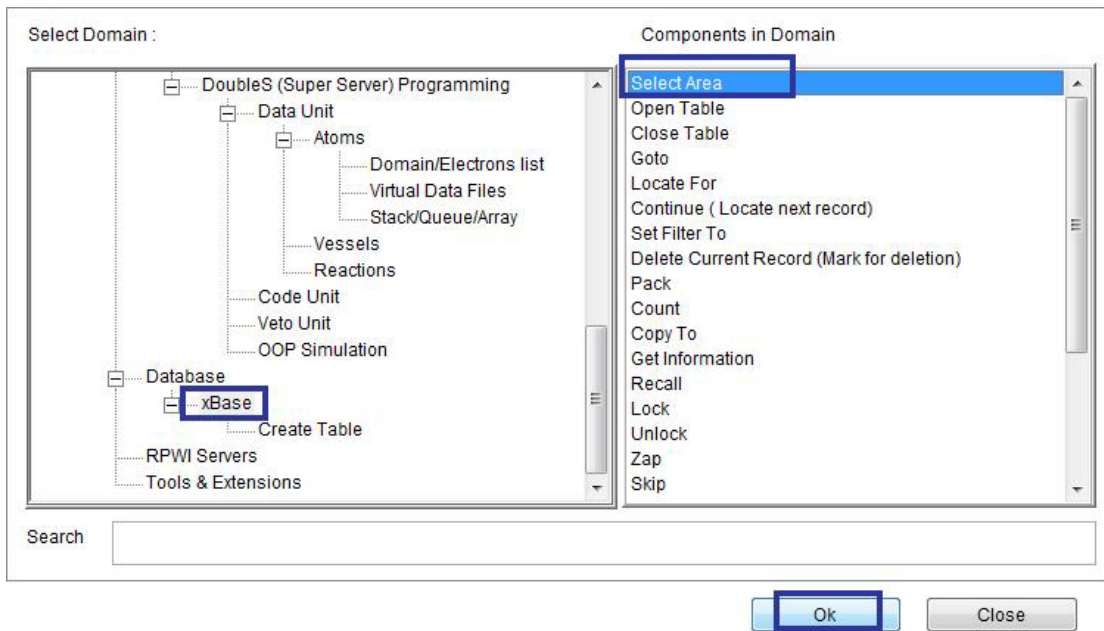 Select Domain :
DoubleS (Super Server) Programming
Data Unit
Atoms
Domain/Electrons list
Virtual Data Files
Stack/Queue/Array
Vessels
Reactions
Code Unit
Veto Unit
OOP Simulation
Database
xBase
Create Table
RPWI Servers
Tools & Extensions
Components in Domain
Select Area
Open Table
Close Table
Goto
Locate For
Continue ( Locate next record)
Set Filter To
Delete Current Record (Mark for deletion)
Pack
Count
Copy To
Get Information
Recall
Lock
Unlock
Zap
Skip
Search
Ok
Close